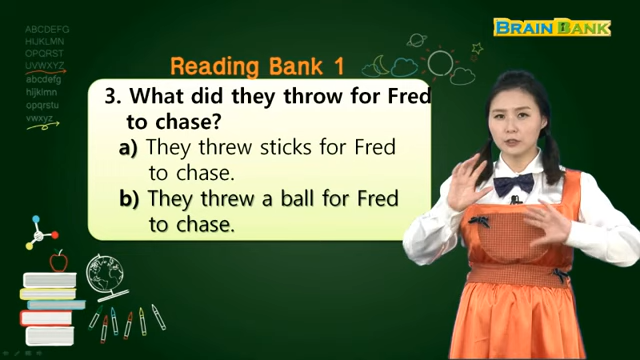 ABCDEFG
HIJKLMN
OPQRST
UVWXYZ
abcdefg
hijklmn
opqrstu
vwxyz
BRAIN BANK
Reading Bank 1
3. What did they throw for Fred
to chase?
a) They threw sticks for Fred
to chase.
b) They threw a ball for Fred
to chase.